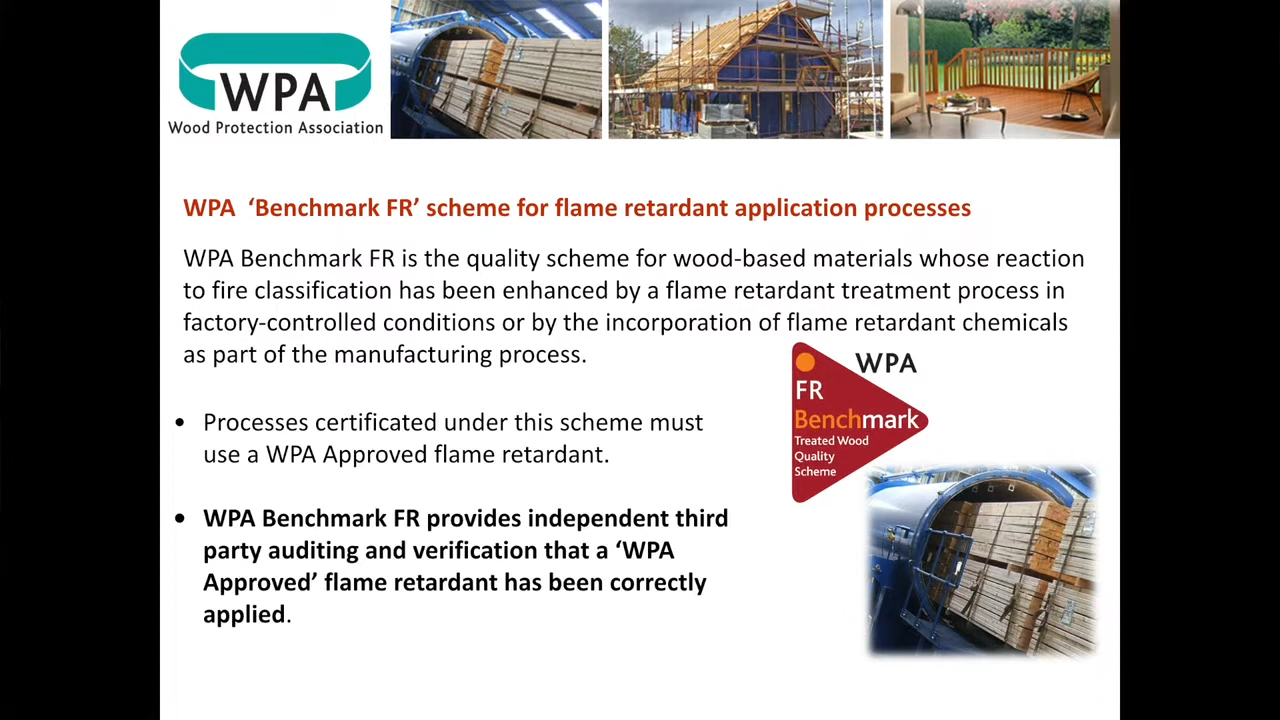 WPA
Wood Protection Association
WPA ‘Benchmark FR’ scheme for flame retardant application processes
WPA Benchmark FR is the quality scheme for wood-based materials whose reaction
to fire classification has been enhanced by a flame retardant treatment process in
factory-controlled conditions or by the incorporation of flame retardant chemicals
as part of the manufacturing process.
WPA
FR
Benchmark
Treated Wood
Quality
Scheme
• Processes certificated under this scheme must
use a WPA Approved flame retardant.
• WPA Benchmark FR provides independent third
party auditing and verification that a ‘WPA
Approved’ flame retardant has been correctly
applied.